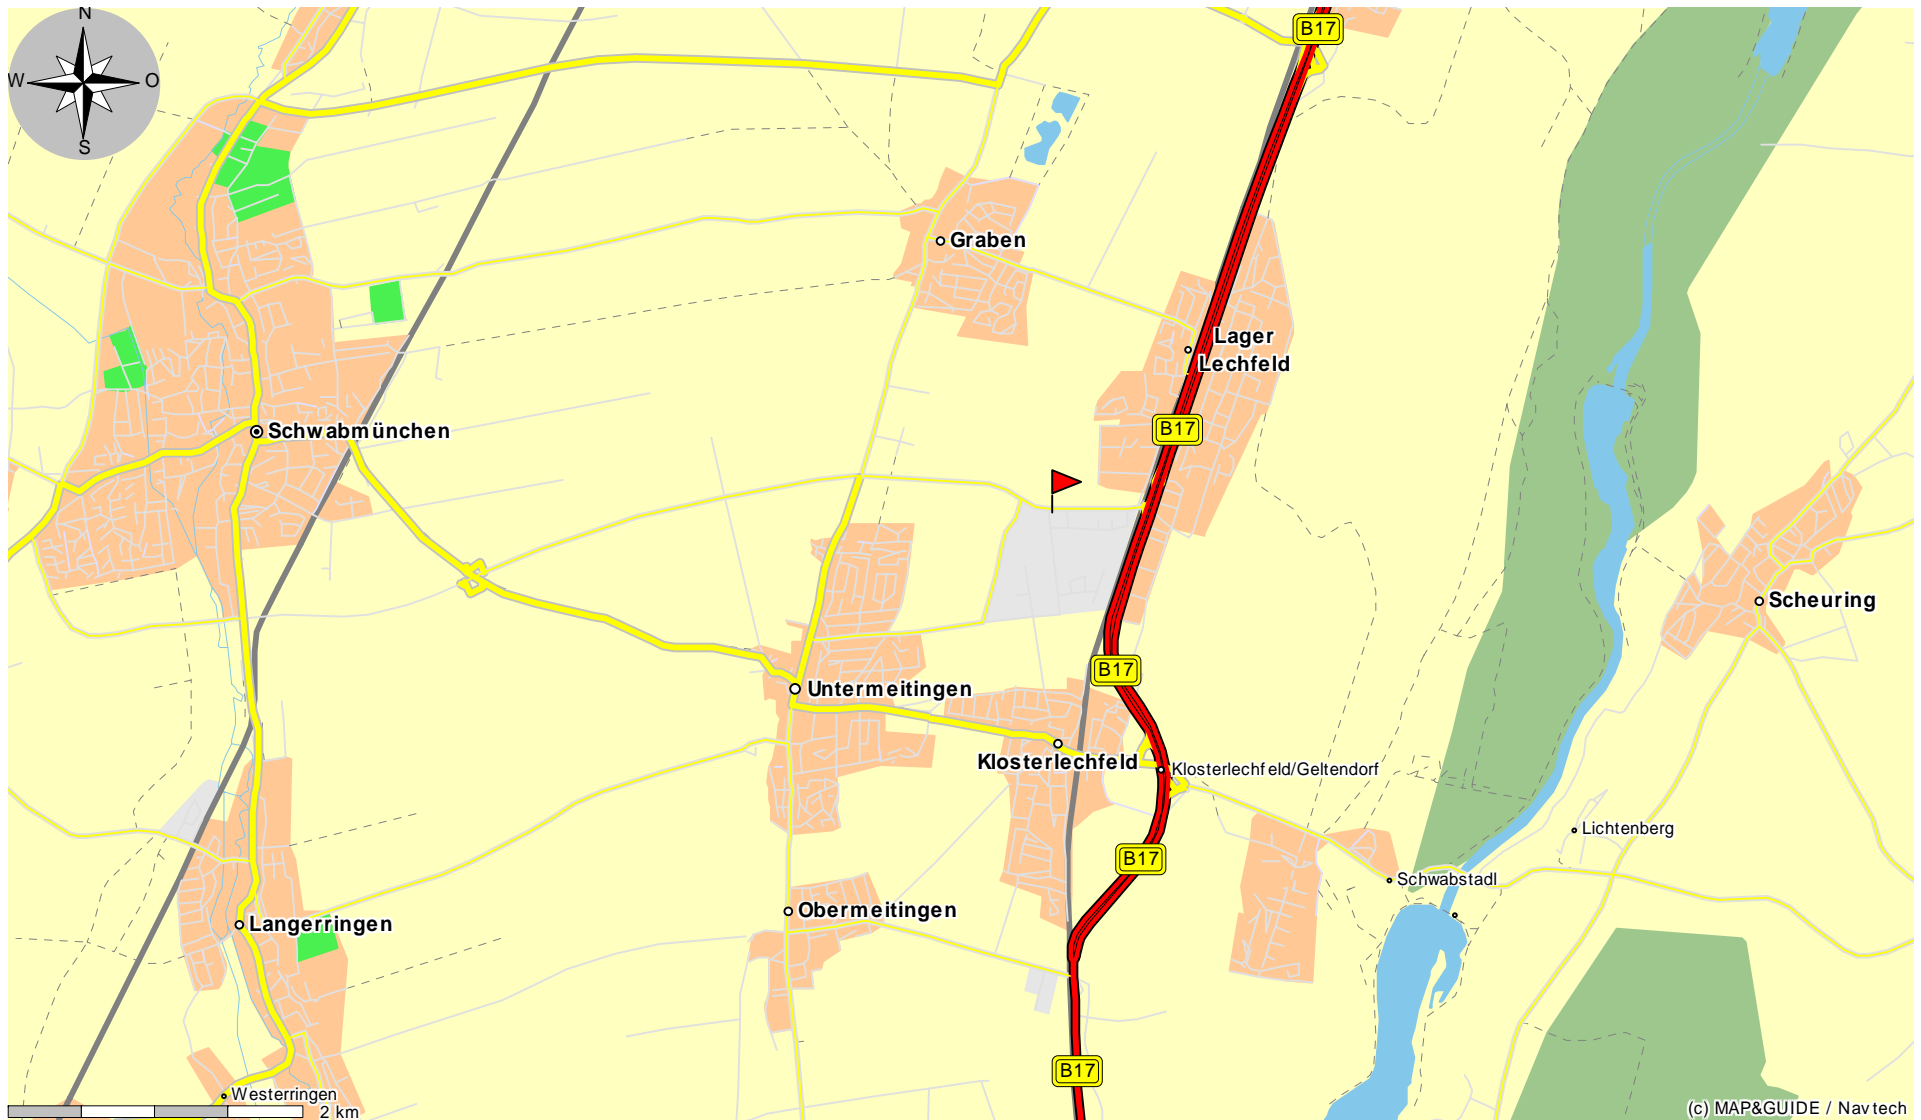 N
B17
W
O
S
Graben
Lager
Lechfeld
B17
Schwabmünchen
Scheuring
B17
Untermeitingen
Klosterlechfeld
Klosterlechfeld/Geltendorf
Lichtenberg
B17
Schwabstadl
Obermeitingen
Langerringen
B17
Westerringen
2 km
(c) MAP&GUIDE / Navtech